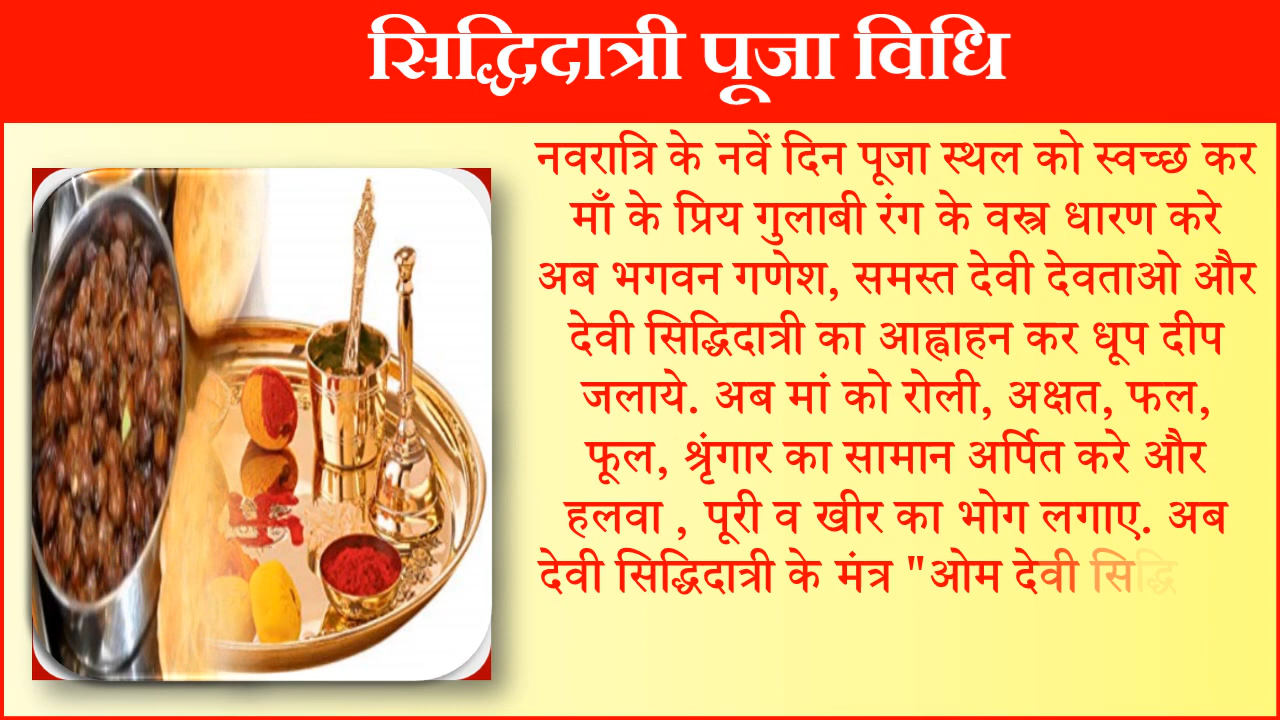 सिद्धिदात्री पूजा विधि
नवरात्रि के नवें दिन पूजा स्थल को स्वच्छ कर
माँ के प्रिय गुलाबी रंग के वस्त्र धारण करे
अब भगवन गणेश, समस्त देवी देवताओ और
देवी सिद्धिदात्री का आह्वाहन कर धूप दीप
जलाये. अब मां को रोली, अक्षत, फल,
फूल, श्रृंगार का सामान अर्पित करे और
हलवा , पूरी व खीर का भोग लगाए. अब
देवी सिद्धिदात्री के मंत्र "ओम देवी सिद्धि